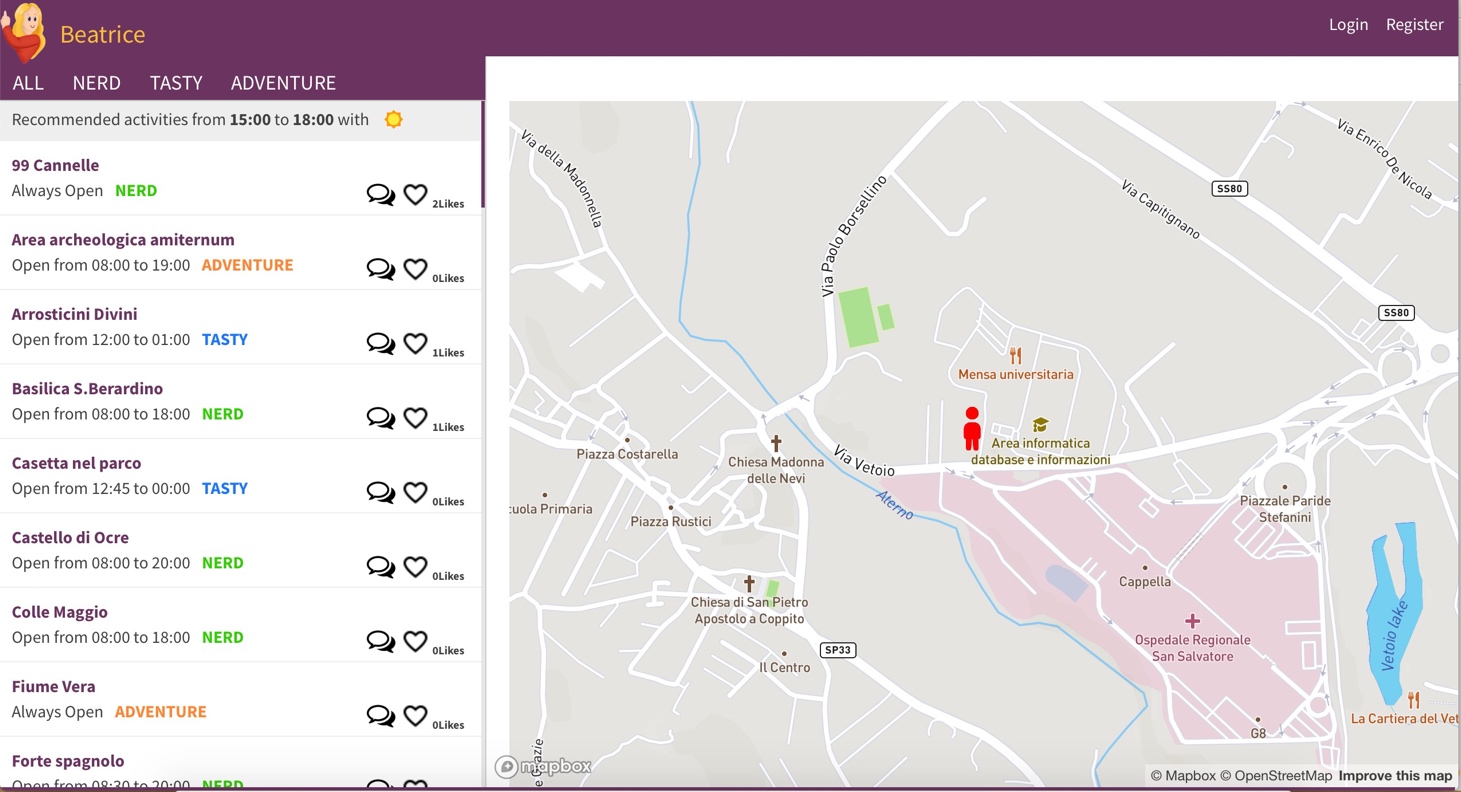 Beatrice
Login Register
ALL NERD TASTY ADVENTURE
Recommended activities from 15:00 to 18:00 with
99 Cannelle
Always Open NERD
2Likes
Area archeologica amiternum
Open from 08:00 to 19:00 ADVENTURE
0Likes
Arrosticini Divini
Open from 12:00 to 01:00 TASTY
1Likes
Basilica S.Berardino
Open from 08:00 to 18:00 NERD
1Likes
Casetta nel parco
Open from 12:45 to 00:00 TASTY
0Likes
Castello di Ocre
Open from 08:00 to 20:00 NERD
0Likes
Colle Maggio
Open from 08:00 to 18:00 NERD
0Likes
Fiume Vera
Always Open ADVENTURE
0Likes
Forte spagnolo
Open from 08:30 to 20:00 NERD
Via della Madonnella
Via Paolo Borsellino
Via Capitignano
SS80
Via Enrico De Nicola
SS80
Mensa universitaria
Area informatica
database e informazioni
Piazza Costarella
Chiesa Madonna
delle Nevi
Via Vetoio
Aterno
cuola Primaria
Piazza Rustici
Piazzale Paride
Stefanini
Cappella
Chiesa di San Pietro
Apostolo a Coppito
Ospedale Regionale
San Salvatore
Vetoio lake
SP33
Il Centro
La Cartiera del Vet
G8
e Grazie
mapbox
© Mapbox © OpenStreetMap Improve this map